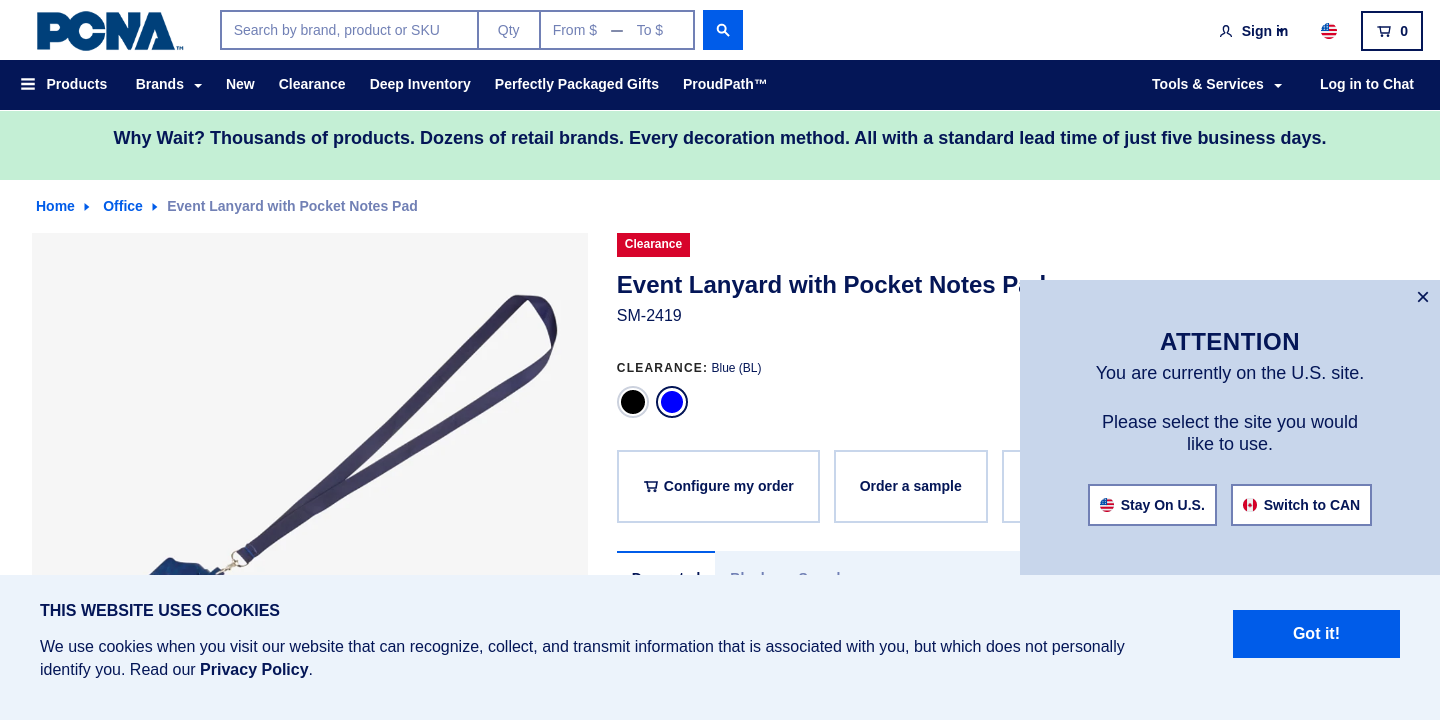 PCNA™
Search by brand, product or SKU
Qty
From $ — To $
Sign in
0
Products
Brands
New
Clearance
Deep Inventory
Perfectly Packaged Gifts
ProudPath™
Tools & Services
Log in to Chat
Why Wait? Thousands of products. Dozens of retail brands. Every decoration method. All with a standard lead time of just five business days.
Home
Office
Event Lanyard with Pocket Notes Pad
Clearance
Event Lanyard with Pocket Notes Pad
SM-2419
CLEARANCE: Blue (BL)
Configure my order
Order a sample
×
ATTENTION
You are currently on the U.S. site.
Please select the site you would
like to use.
Stay On U.S.
Switch to CAN
THIS WEBSITE USES COOKIES
We use cookies when you visit our website that can recognize, collect, and transmit information that is associated with you, but which does not personally
identify you. Read our Privacy Policy.
Got it!